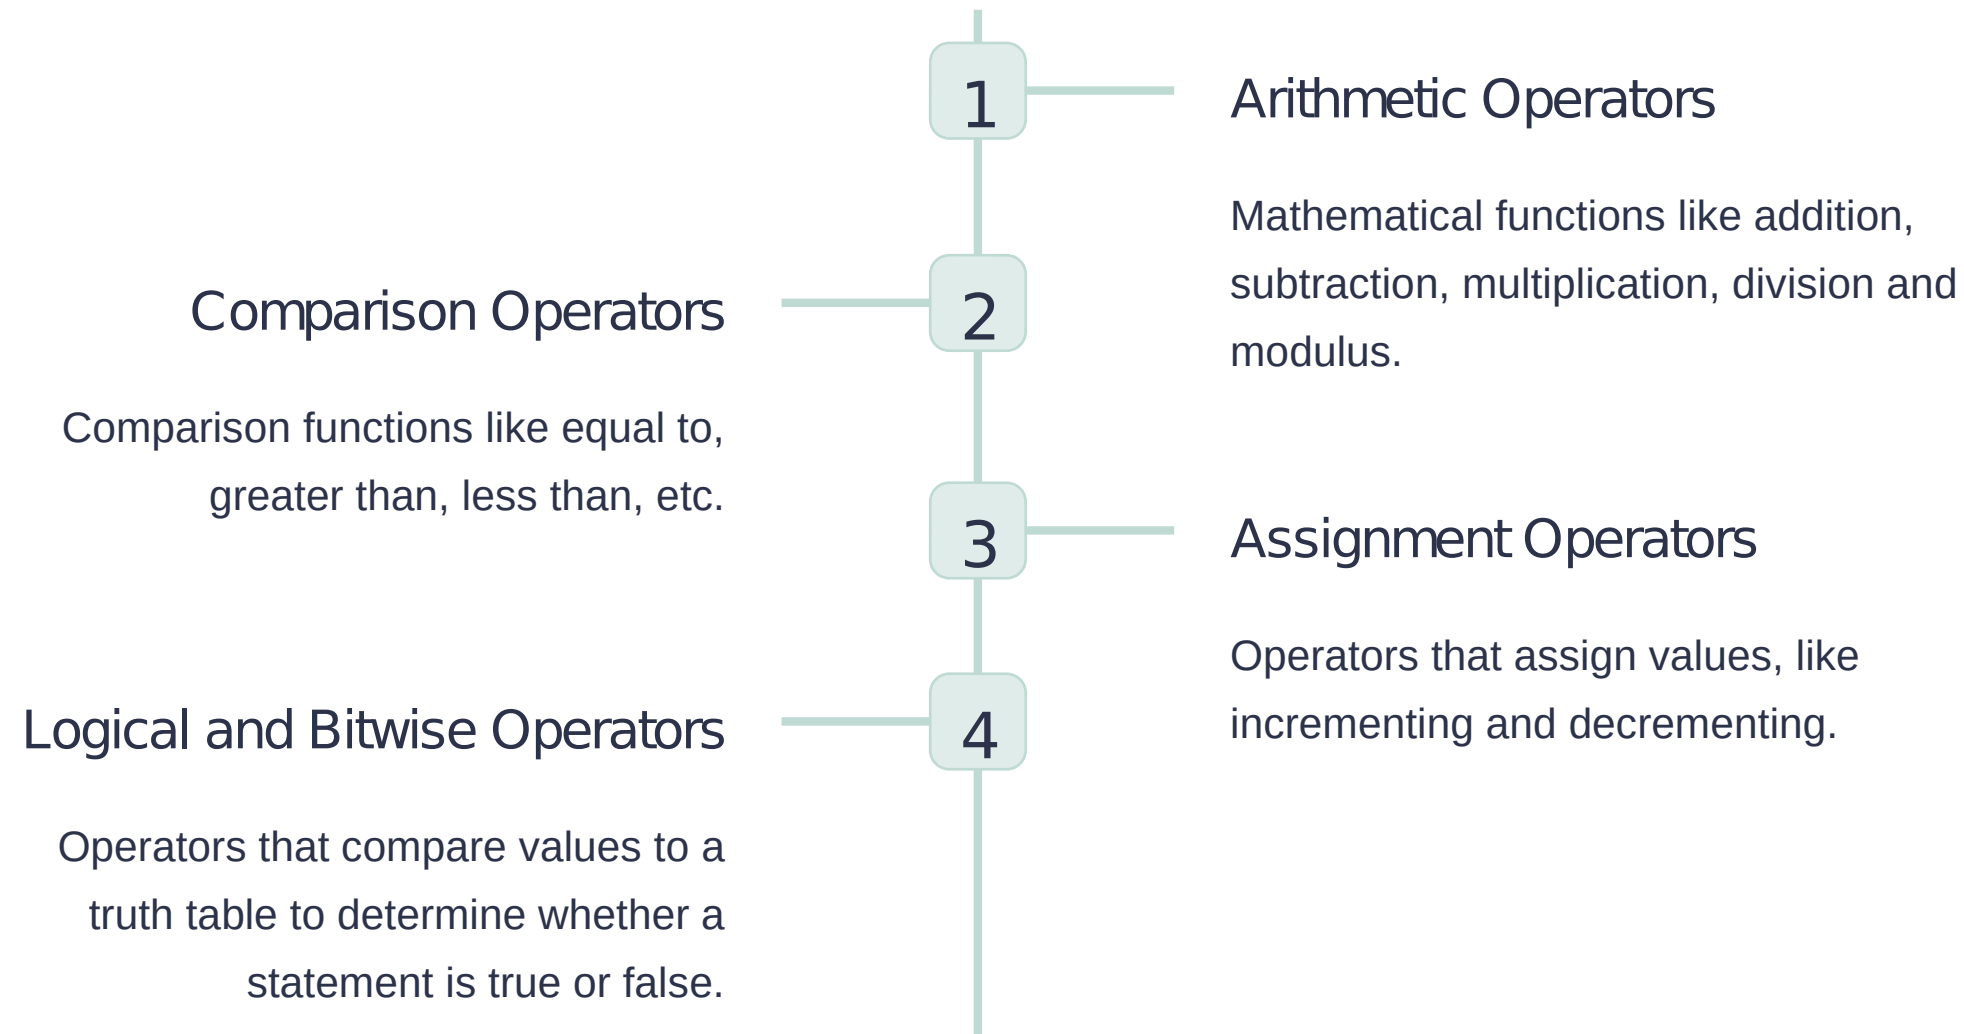 1
Arithmetic Operators
Mathematical functions like addition,
subtraction, multiplication, division and
modulus.
2
Comparison Operators
Comparison functions like equal to,
greater than, less than, etc.
3
Assignment Operators
Operators that assign values, like
incrementing and decrementing.
4
Logical and Bitwise Operators
Operators that compare values to a
truth table to determine whether a
statement is true or false.